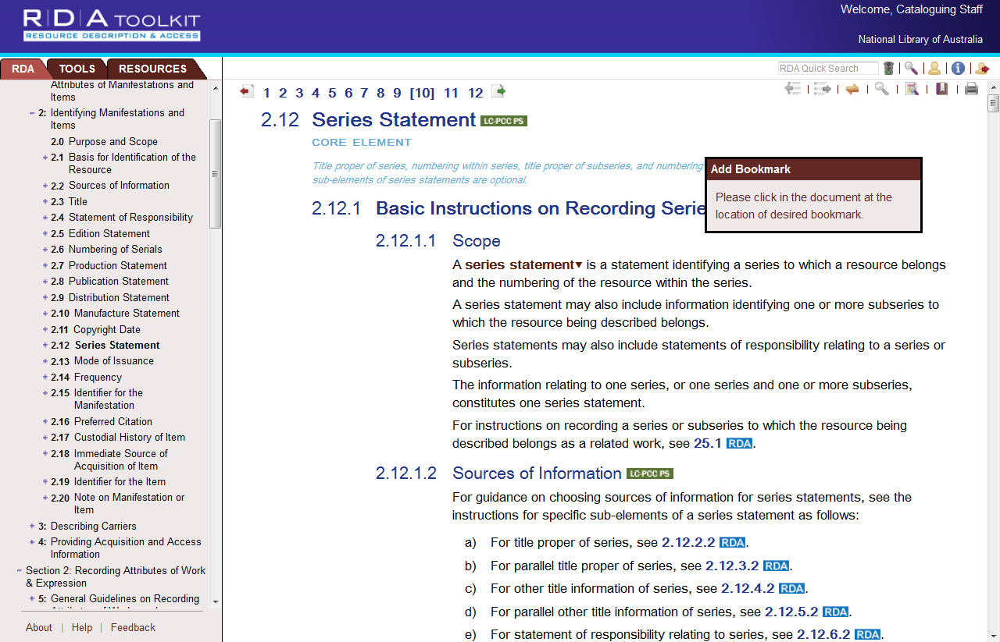 R|D|A TOOLKIT
RESOURCE DESCRIPTION & ACCESS
Welcome, Cataloguing Staff
National Library of Australia
RDA
TOOLS
RESOURCES
Attributes of Manifestations and
Items
2: Identifying Manifestations and
Items
2.0 Purpose and Scope
2.1 Basis for Identification of the
Resource
2.2 Sources of Information
2.3 Title
2.4 Statement of Responsibility
2.5 Edition Statement
2.6 Numbering of Serials
2.7 Production Statement
2.8 Publication Statement
2.9 Distribution Statement
2.10 Manufacture Statement
2.11 Copyright Date
2.12 Series Statement
2.13 Mode of Issuance
2.14 Frequency
2.15 Identifier for the
Manifestation
2.16 Preferred Citation
2.17 Custodial History of Item
2.18 Immediate Source of
Acquisition of Item
2.19 Identifier for the Item
2.20 Note on Manifestation or
Item
3: Describing Carriers
4: Providing Acquisition and Access
Information
Section 2: Recording Attributes of Work
& Expression
5: General Guidelines on Recording
About | Help | Feedback
RDA Quick Search
1 2 3 4 5 6 7 8 9 [10] 11 12
2.12 Series Statement LC-PCC PS
CORE ELEMENT
Title proper of series, numbering within series, title proper of subseries, and numbering
sub-elements of series statements are optional.
Add Bookmark
Please click in the document at the
location of desired bookmark.
2.12.1 Basic Instructions on Recording Serie
2.12.1.1 Scope
A series statement▾ is a statement identifying a series to which a resource belongs
and the numbering of the resource within the series.
A series statement may also include information identifying one or more subseries to
which the resource being described belongs.
Series statements may also include statements of responsibility relating to a series or
subseries.
The information relating to one series, or one series and one or more subseries,
constitutes one series statement.
For instructions on recording a series or subseries to which the resource being
described belongs as a related work, see 25.1 RDA.
2.12.1.2 Sources of Information LC-PCC PS
For guidance on choosing sources of information for series statements, see the
instructions for specific sub-elements of a series statement as follows:
a) For title proper of series, see 2.12.2.2 RDA.
b) For parallel title proper of series, see 2.12.3.2 RDA.
c) For other title information of series, see 2.12.4.2 RDA.
d) For parallel other title information of series, see 2.12.5.2 RDA.
e) For statement of responsibility relating to series, see 2.12.6.2 RDA.